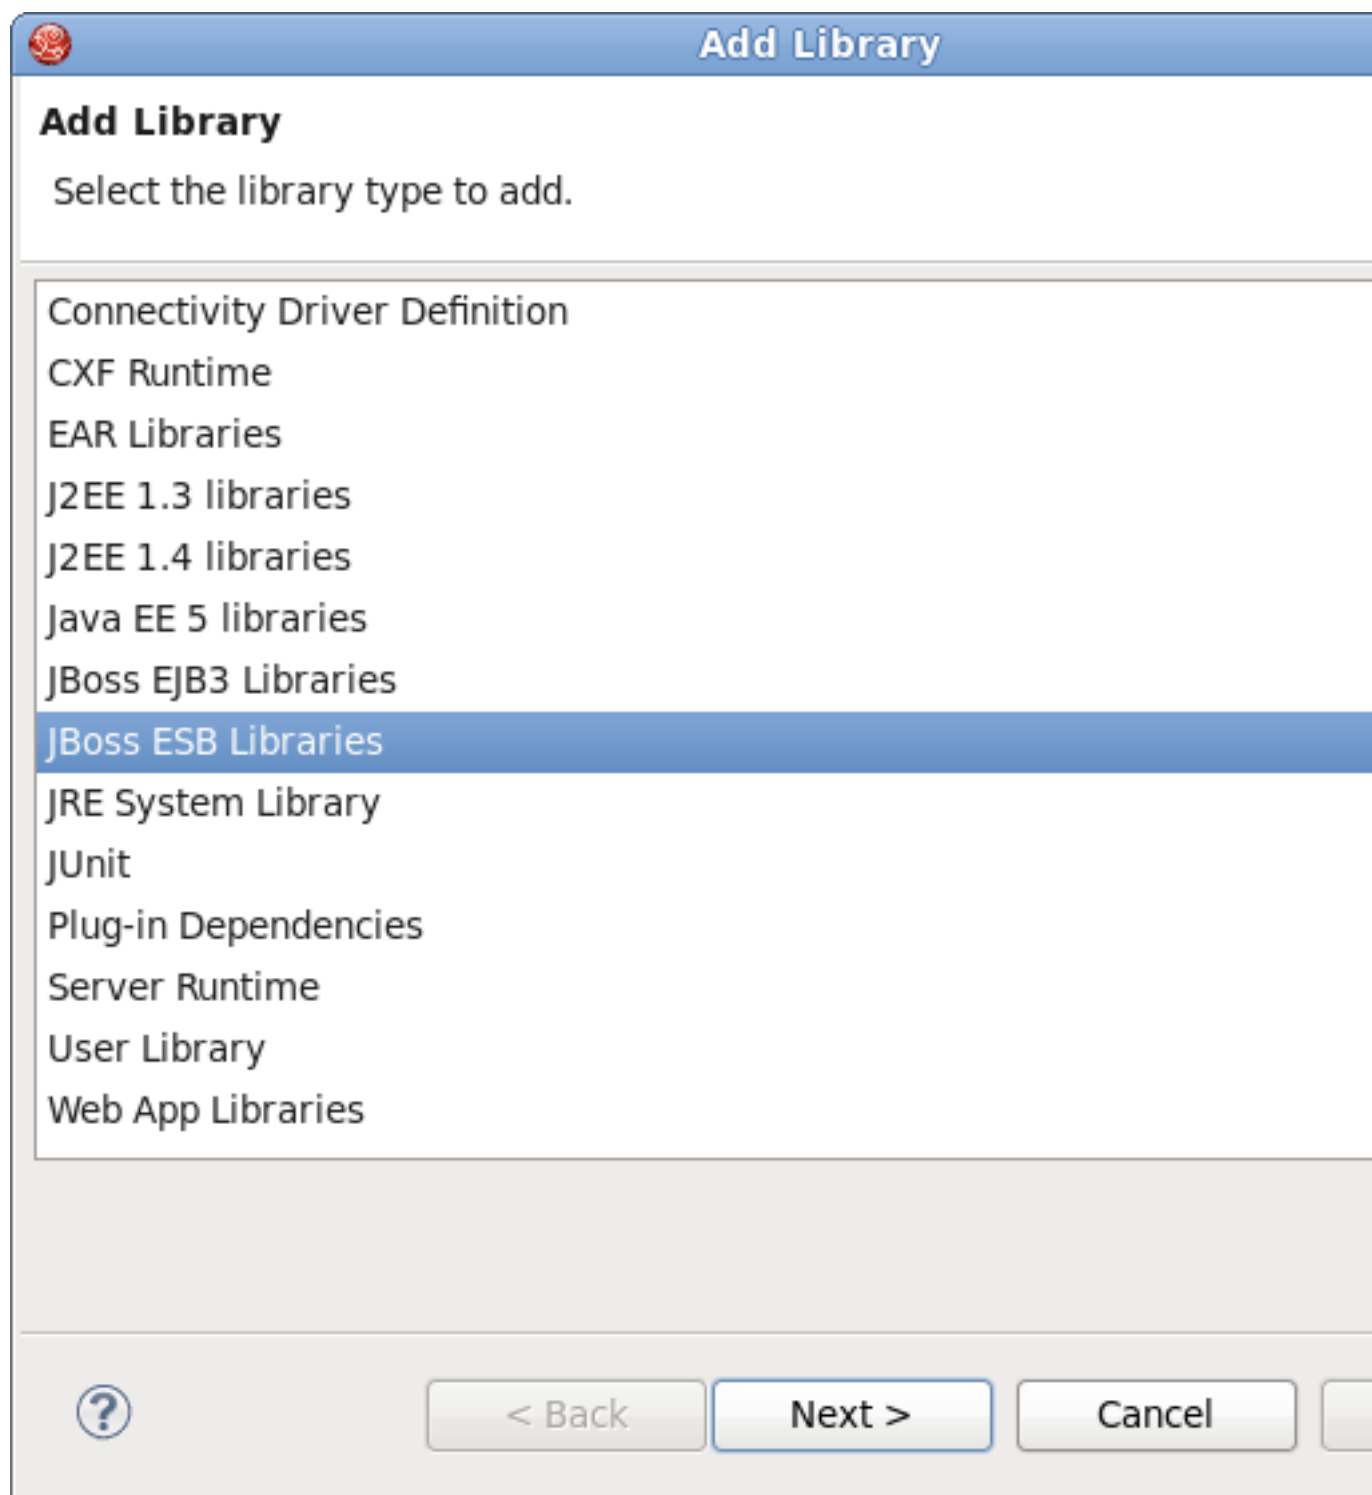 Add Library
Add Library
Select the library type to add.
Connectivity Driver Definition
CXF Runtime
EAR Libraries
J2EE 1.3 libraries
J2EE 1.4 libraries
Java EE 5 libraries
JBoss EJB3 Libraries
JBoss ESB Libraries
JRE System Library
JUnit
Plug-in Dependencies
Server Runtime
User Library
Web App Libraries
? < Back Next > Cancel